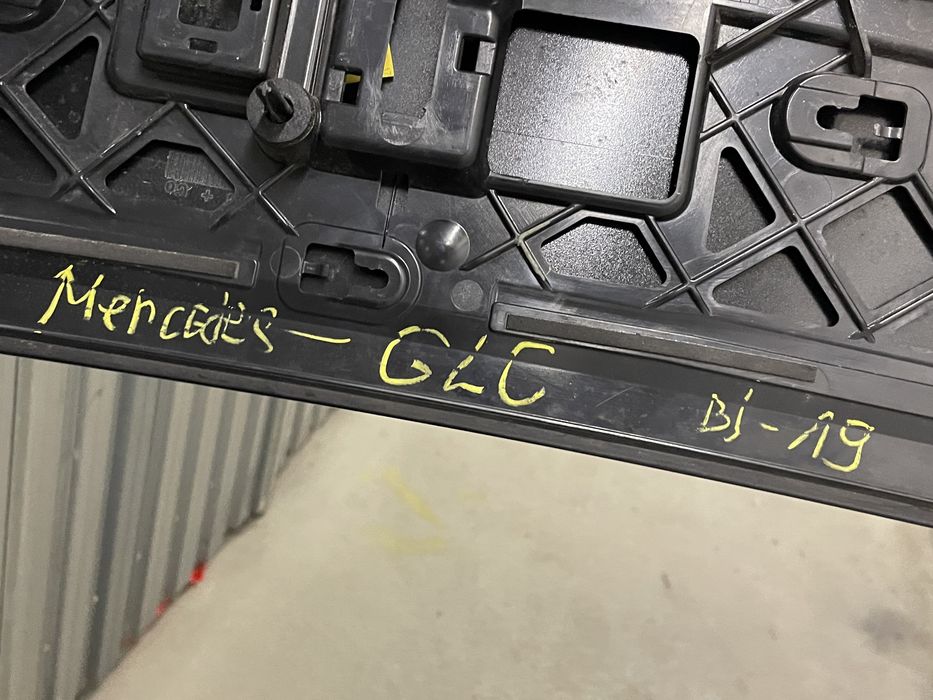 Mercedes - GLC Bj - 19